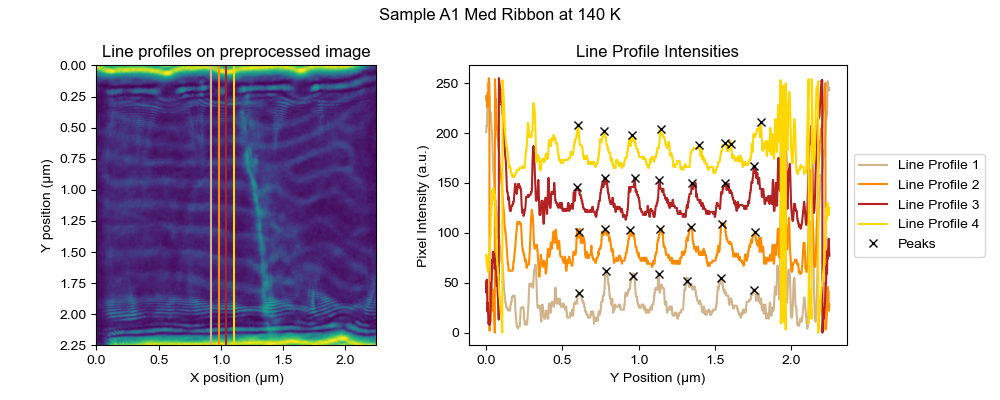 Sample A1 Med Ribbon at 140 K
Line profiles on preprocessed image
Y position (μm)
0.00
0.25
0.50
0.75
1.00
1.25
1.50
1.75
2.00
2.25
0.0
0.5
1.0
1.5
2.0
X position (μm)
Line Profile Intensities
Pixel Intensity (a.u.)
250
200
150
100
50
0
0.0
0.5
1.0
1.5
2.0
Y Position (μm)
Line Profile 1
Line Profile 2
Line Profile 3
Line Profile 4
Peaks